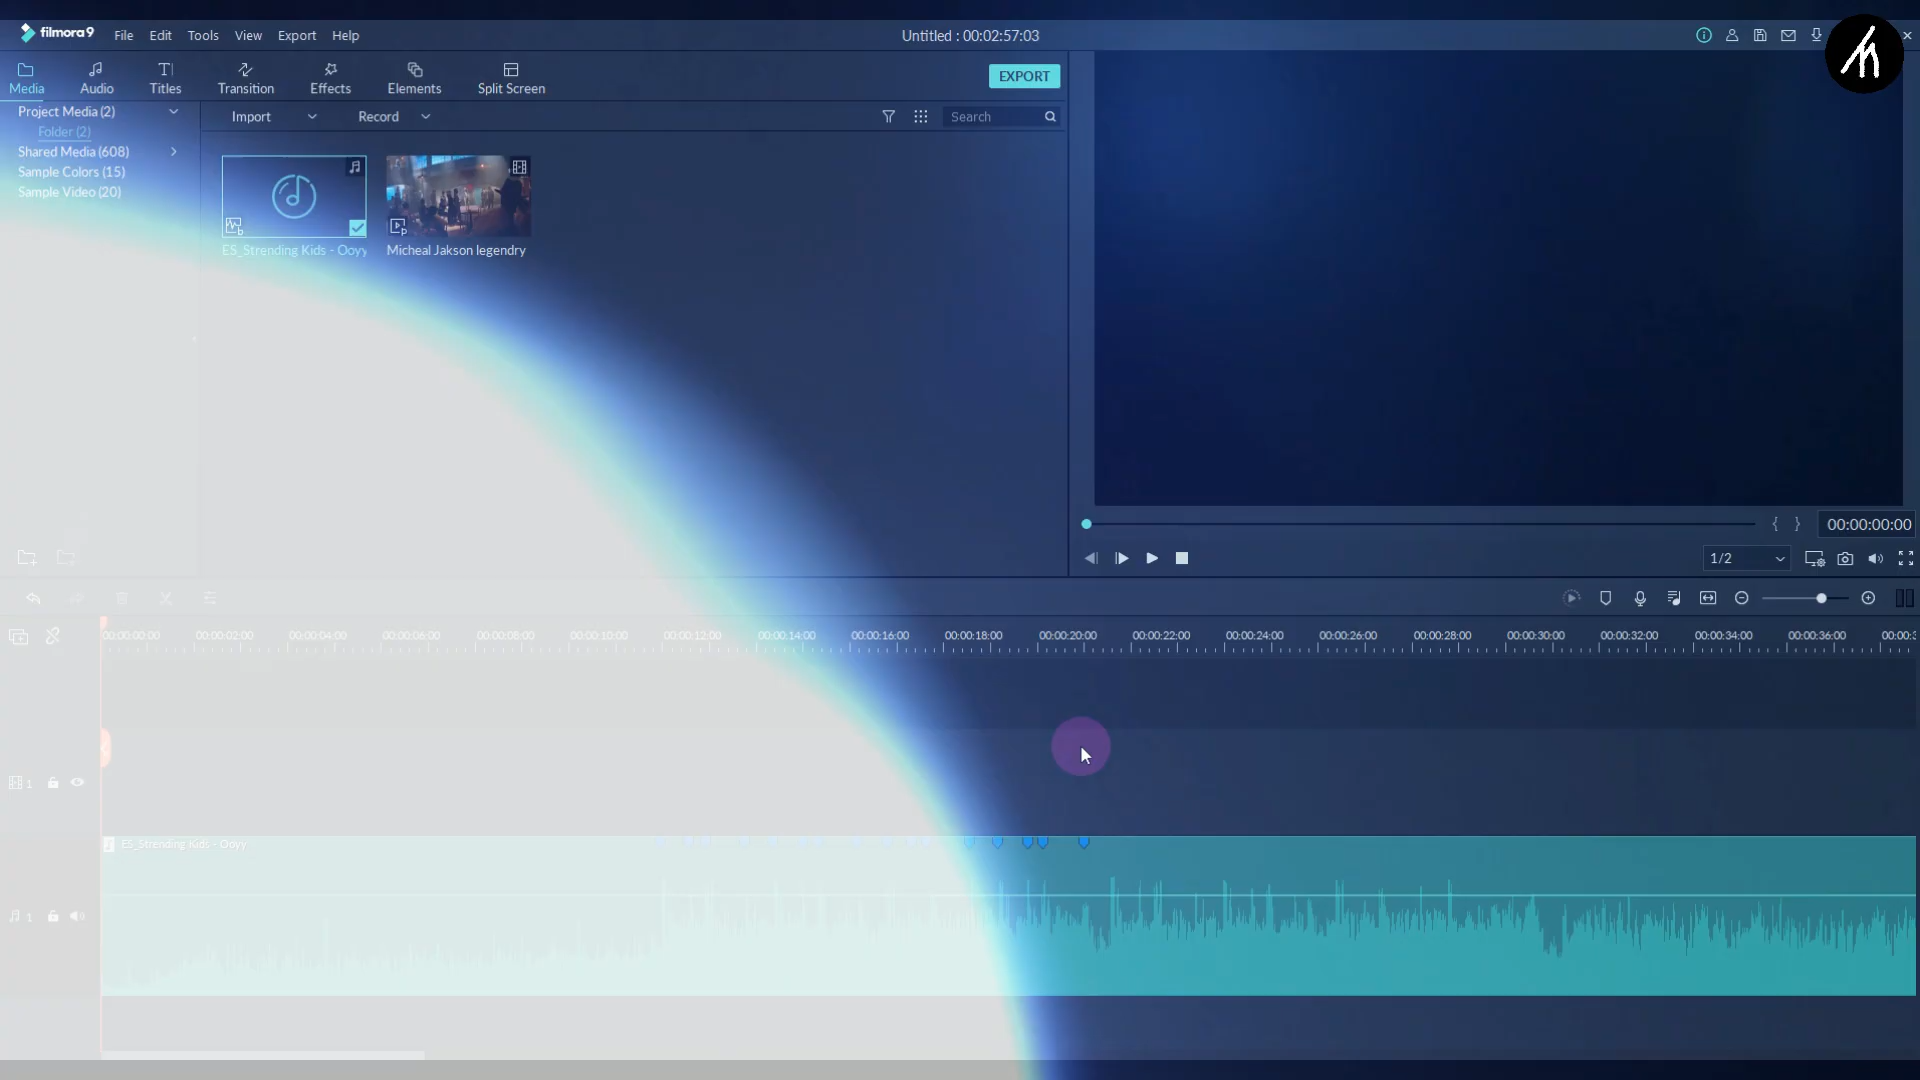 filmora9 File Edit Tools View Export Help Untitled : 00:02:57:03
Media Audio Titles Transition Effects Elements Split Screen EXPORT
Project Media (2) Import Record Search
Folder (2)
Shared Media (608)
Sample Colors (15)
Sample Video (20)
ES_Strending Kids - Ooyy Micheal Jakson legendry
{ } 00:00:00:00
1/2
00:00:00:00 00:00:02:00 00:00:04:00 00:00:06:00 00:00:08:00 00:00:10:00 00:00:12:00 00:00:14:00 00:00:16:00 00:00:18:00 00:00:20:00 00:00:22:00 00:00:24:00 00:00:26:00 00:00:28:00 00:00:30:00 00:00:32:00 00:00:34:00 00:00:36:00 00:00:3
1
ES_Strending Kids - Ooyy
1